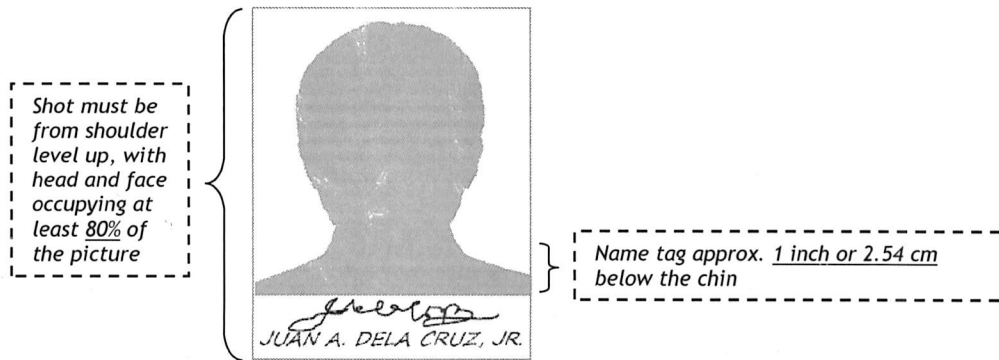 Shot must be
from shoulder
level up, with
head and face
occupying at
least 80% of
the picture
Name tag approx. 1 inch or 2.54 cm
below the chin
JUAN A. DELA CRUZ, JR.